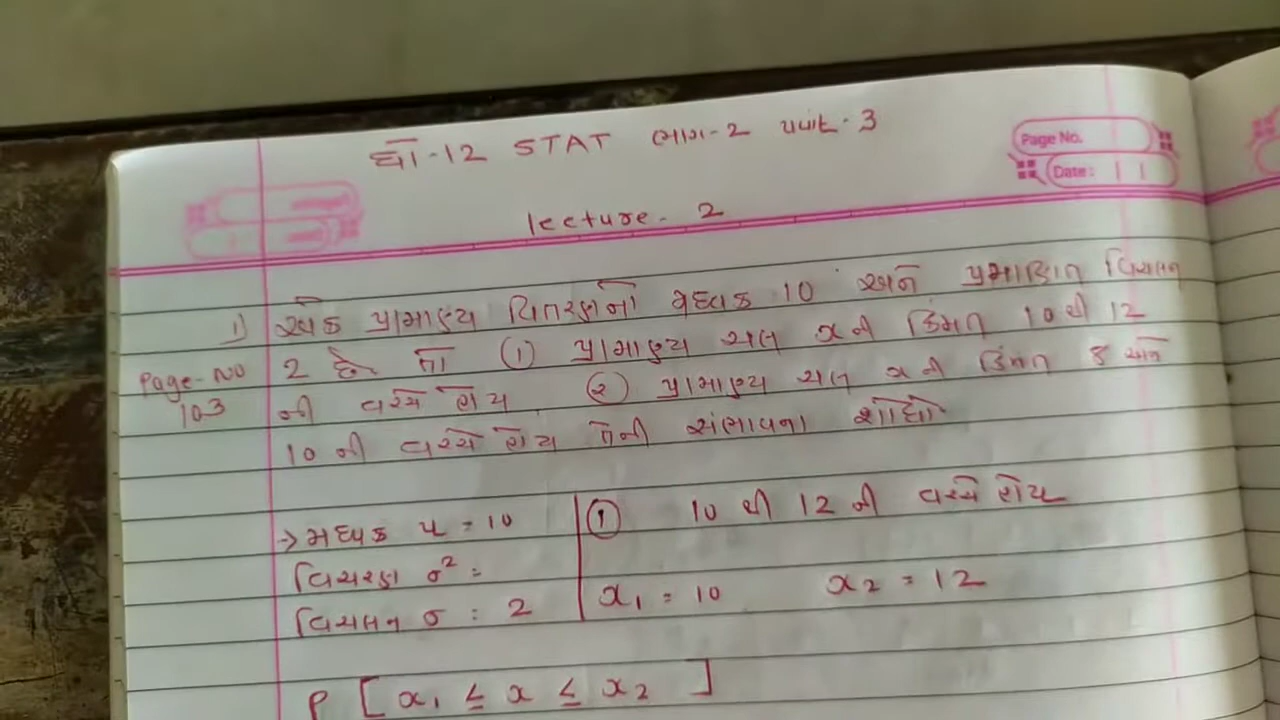 ધો-12 STAT ભાગ-2 યુનિટ-3
Page No.
Date:
lecture - 2
1) એક પ્રામાણ્ય વિતરણનો મધ્યક 10 અને પ્રમાણિત વિચલન
Page-No 2 છે તો ① પ્રામાણ્ય ચલ x ની કિંમત 10 થી 12
103 ની વચ્ચે હોય ② પ્રામાણ્ય ચલ x ની કિંમત 8 અને
10 ની વચ્ચે હોય તેની સંભાવના શોધો
→ મધ્યક μ = 10 ① 10 થી 12 ની વચ્ચે હોય
વિચરણ σ² =
વિચલન σ = 2 x₁ = 10 x₂ = 12
P [ x₁ ≤ x ≤ x₂ ]